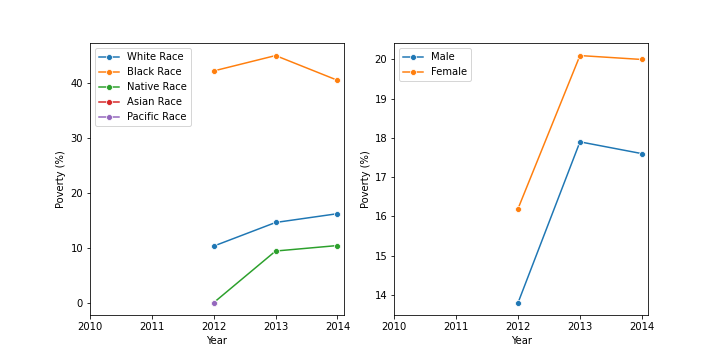 White Race
Black Race
Native Race
Asian Race
Pacific Race
40
30
20
10
0
Poverty (%)
2010 2011 2012 2013 2014
Year
Male
Female
20
19
18
17
16
15
14
Poverty (%)
2010 2011 2012 2013 2014
Year